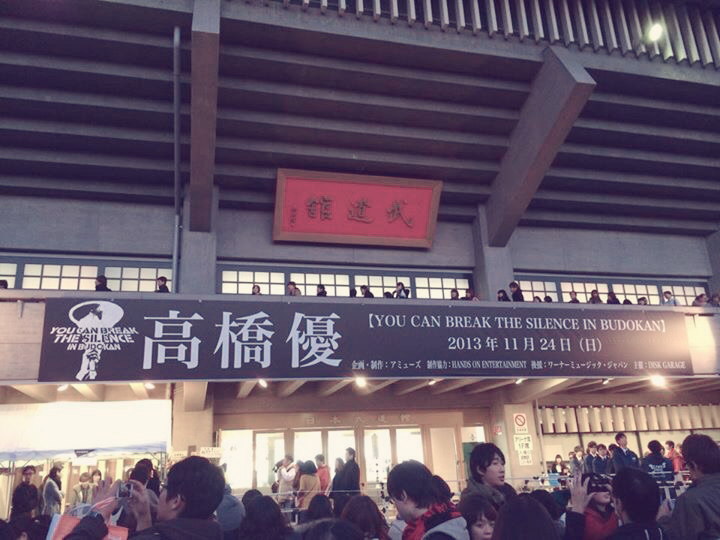 武道館
YOU CAN BREAK
THE SILENCE
IN BUDOKAN
高橋優
【YOU CAN BREAK THE SILENCE IN BUDOKAN】
2013年11月24日（日）
企画・制作：アミューズ 制作協力：HANDS ON ENTERTAINMENT 後援：ワーナーミュージック・ジャパン 主催：DISK GARAGE
日本武道館